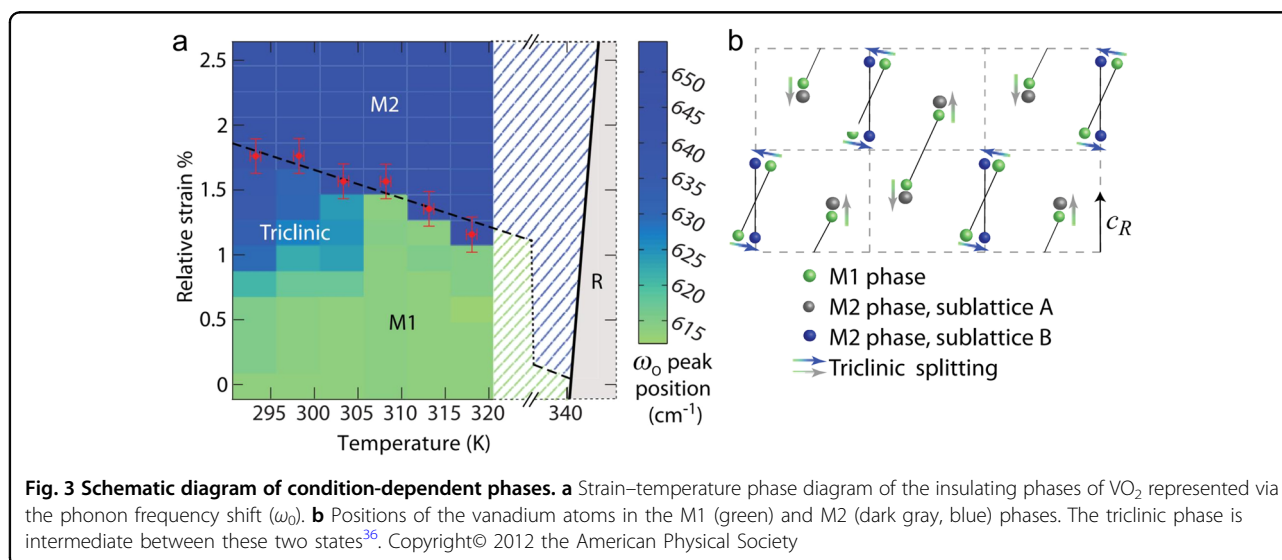 a
2.5
2
1.5
1
0.5
0
Relative strain %
M2
Triclinic
M1
R
295 300 305 310 315 320 340
Temperature (K)
650
645
640
635
630
625
620
615
ω₀ peak
position
(cm⁻¹)
b
c_R
M1 phase
M2 phase, sublattice A
M2 phase, sublattice B
Triclinic splitting
Fig. 3 Schematic diagram of condition-dependent phases. a Strain–temperature phase diagram of the insulating phases of VO₂ represented via
the phonon frequency shift (ω₀). b Positions of the vanadium atoms in the M1 (green) and M2 (dark gray, blue) phases. The triclinic phase is
intermediate between these two states³⁶. Copyright© 2012 the American Physical Society